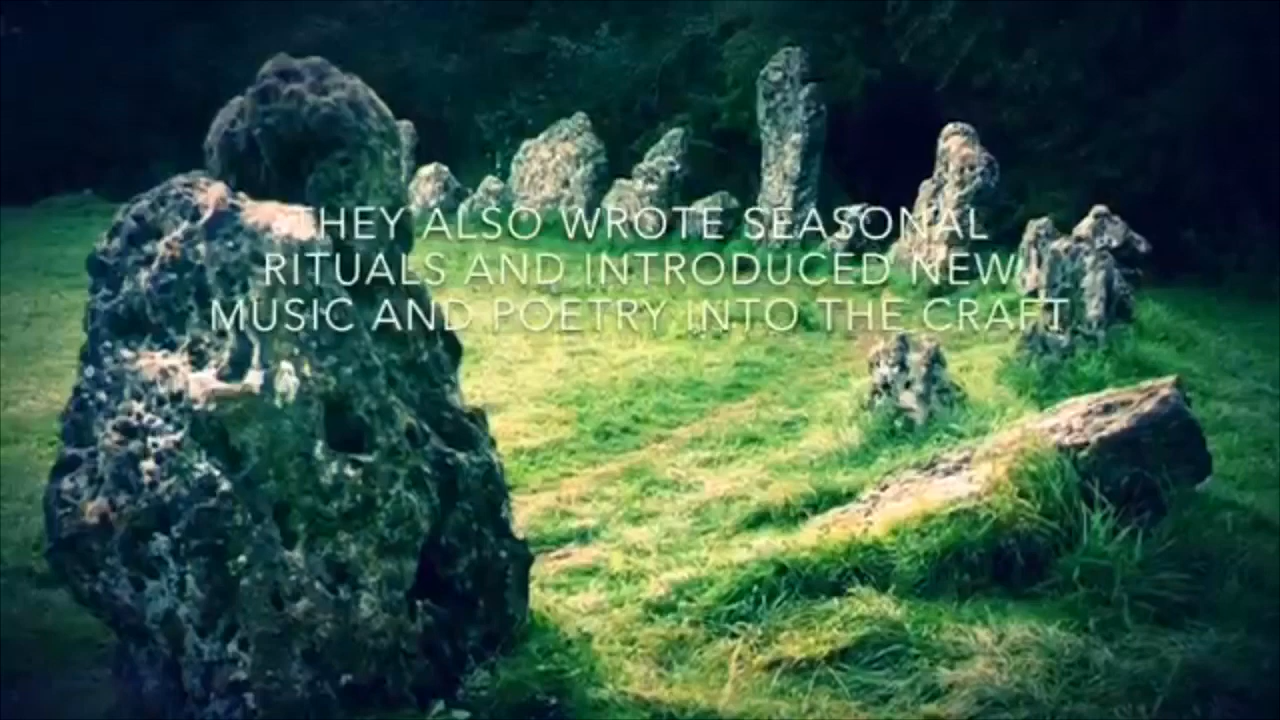 THEY ALSO WROTE SEASONAL
RITUALS AND INTRODUCED NEW
MUSIC AND POETRY INTO THE CRAFT